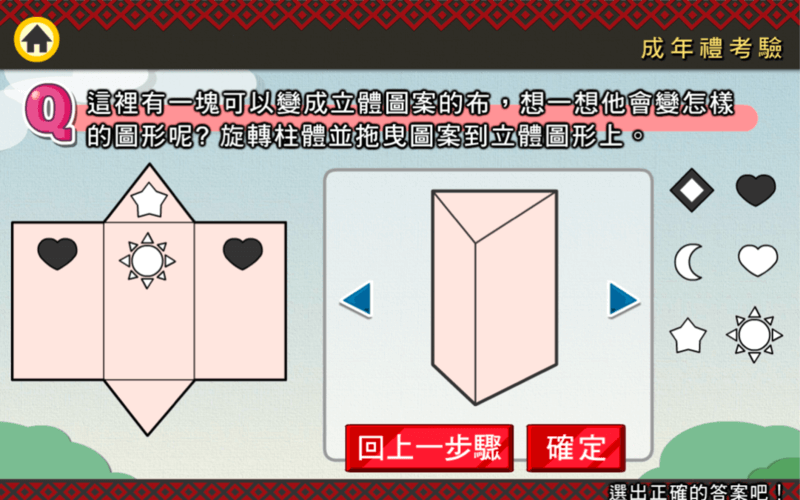 成年禮考驗
Q 這裡有一塊可以變成立體圖案的布，想一想他會變怎樣
的圖形呢? 旋轉柱體並拖曳圖案到立體圖形上。
回上一步驟 確定
選出正確的答案吧！